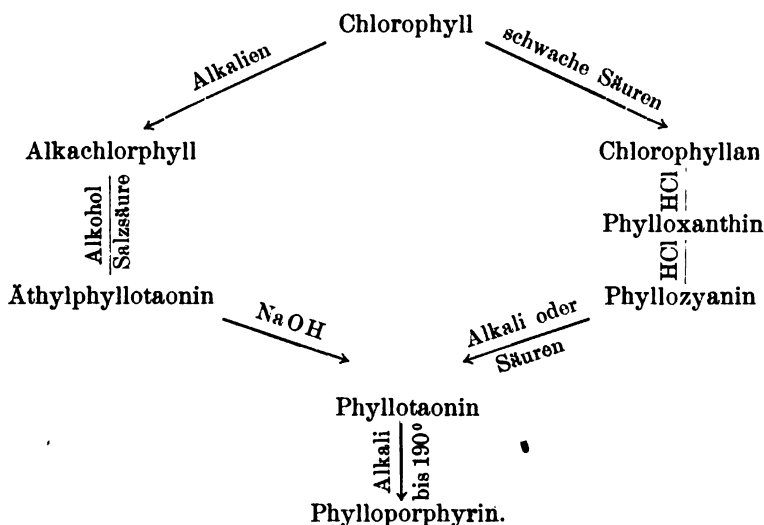 Chlorophyll
Alkalien
schwache Säuren
Alkachlorphyll
Chlorophyllan
Alkohol
Salzsäure
HCl
Phylloxanthin
HCl
Äthylphyllotaonin
Phyllozyanin
NaOH
Alkali oder
Säuren
Phyllotaonin
Alkali
bis 190°
Phylloporphyrin.